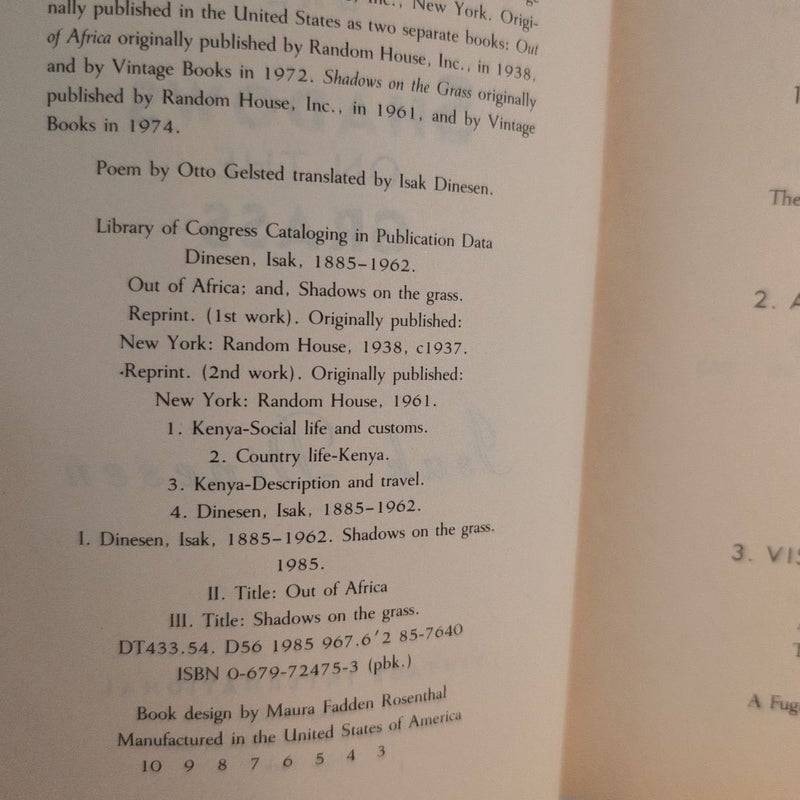 Inc., New York. Origi-
nally published in the United States as two separate books: Out
of Africa originally published by Random House, Inc., in 1938,
and by Vintage Books in 1972. Shadows on the Grass originally
published by Random House, Inc., in 1961, and by Vintage
Books in 1974.
Poem by Otto Gelsted translated by Isak Dinesen.
Library of Congress Cataloging in Publication Data
Dinesen, Isak, 1885–1962.
Out of Africa; and, Shadows on the grass.
Reprint. (1st work). Originally published:
New York: Random House, 1938, c1937.
Reprint. (2nd work). Originally published:
New York: Random House, 1961.
1. Kenya-Social life and customs.
2. Country life-Kenya.
3. Kenya-Description and travel.
4. Dinesen, Isak, 1885–1962.
I. Dinesen, Isak, 1885–1962. Shadows on the grass.
1985.
II. Title: Out of Africa
III. Title: Shadows on the grass.
DT433.54. D56 1985 967.6'2 85-7640
ISBN 0-679-72475-3 (pbk.)
Book design by Maura Fadden Rosenthal
Manufactured in the United States of America
10 9 8 7 6 5 4 3
The
2. A
3. VIS
A Fug